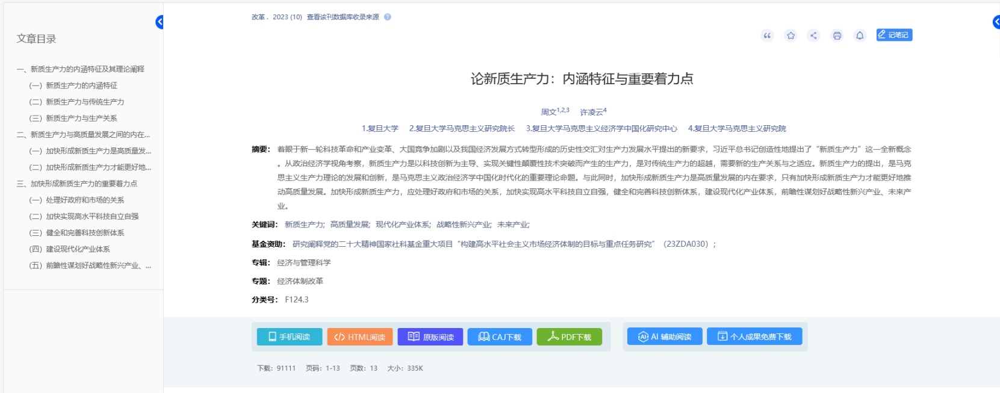 文章目录
一、新质生产力的内涵特征及其理论阐释
(一）新质生产力的内涵特征
(二）新质生产力与传统生产力
(三）新质生产力与生产关系
二、新质生产力与高质量发展之间的内在...
(一）加快形成新质生产力是高质量发...
(二）加快形成新质生产力才能更好地...
三、加快形成新质生产力的重要着力点
(一）处理好政府和市场的关系
(二）加快实现高水平科技自立自强
(三）健全和完善科技创新体系
(四）建设现代化产业体系
(五）前瞻性谋划好战略性新兴产业、...
改革 . 2023 (10) 查看该刊数据库收录来源 ?
记笔记
论新质生产力：内涵特征与重要着力点
周文1,2,3 许凌云4
1.复旦大学 2.复旦大学马克思主义研究院长 3.复旦大学马克思主义经济学中国化研究中心 4.复旦大学马克思主义研究院
摘要： 着眼于新一轮科技革命和产业变革、大国竞争加剧以及我国经济发展方式转型形成的历史性交汇对生产力发展水平提出的新要求，习近平总书记创造性地提出了“新质生产力”这一全新概念
。从政治经济学视角考察，新质生产力是以科技创新为主导、实现关键性颠覆性技术突破而产生的生产力，是对传统生产力的超越，需要新的生产关系与之适应。新质生产力的提出，是马克
思主义生产力理论的发展和创新，是马克思主义政治经济学中国化时代化的重要理论命题。与此同时，加快形成新质生产力是高质量发展的内在要求，只有加快形成新质生产力才能更好地推
动高质量发展。加快形成新质生产力，应处理好政府和市场的关系，加快实现高水平科技自立自强，健全和完善科技创新体系，建设现代化产业体系，前瞻性谋划好战略性新兴产业、未来产
业。
关键词： 新质生产力; 高质量发展; 现代化产业体系; 战略性新兴产业; 未来产业;
基金资助： 研究阐释党的二十大精神国家社科基金重大项目“构建高水平社会主义市场经济体制的目标与重点任务研究”（23ZDA030）;
专辑： 经济与管理科学
专题： 经济体制改革
分类号： F124.3
手机阅读 HTML阅读 原版阅读 CAJ下载 PDF下载 AI 辅助阅读 个人成果免费下载
下载：91111 页码：1-13 页数：13 大小：335K